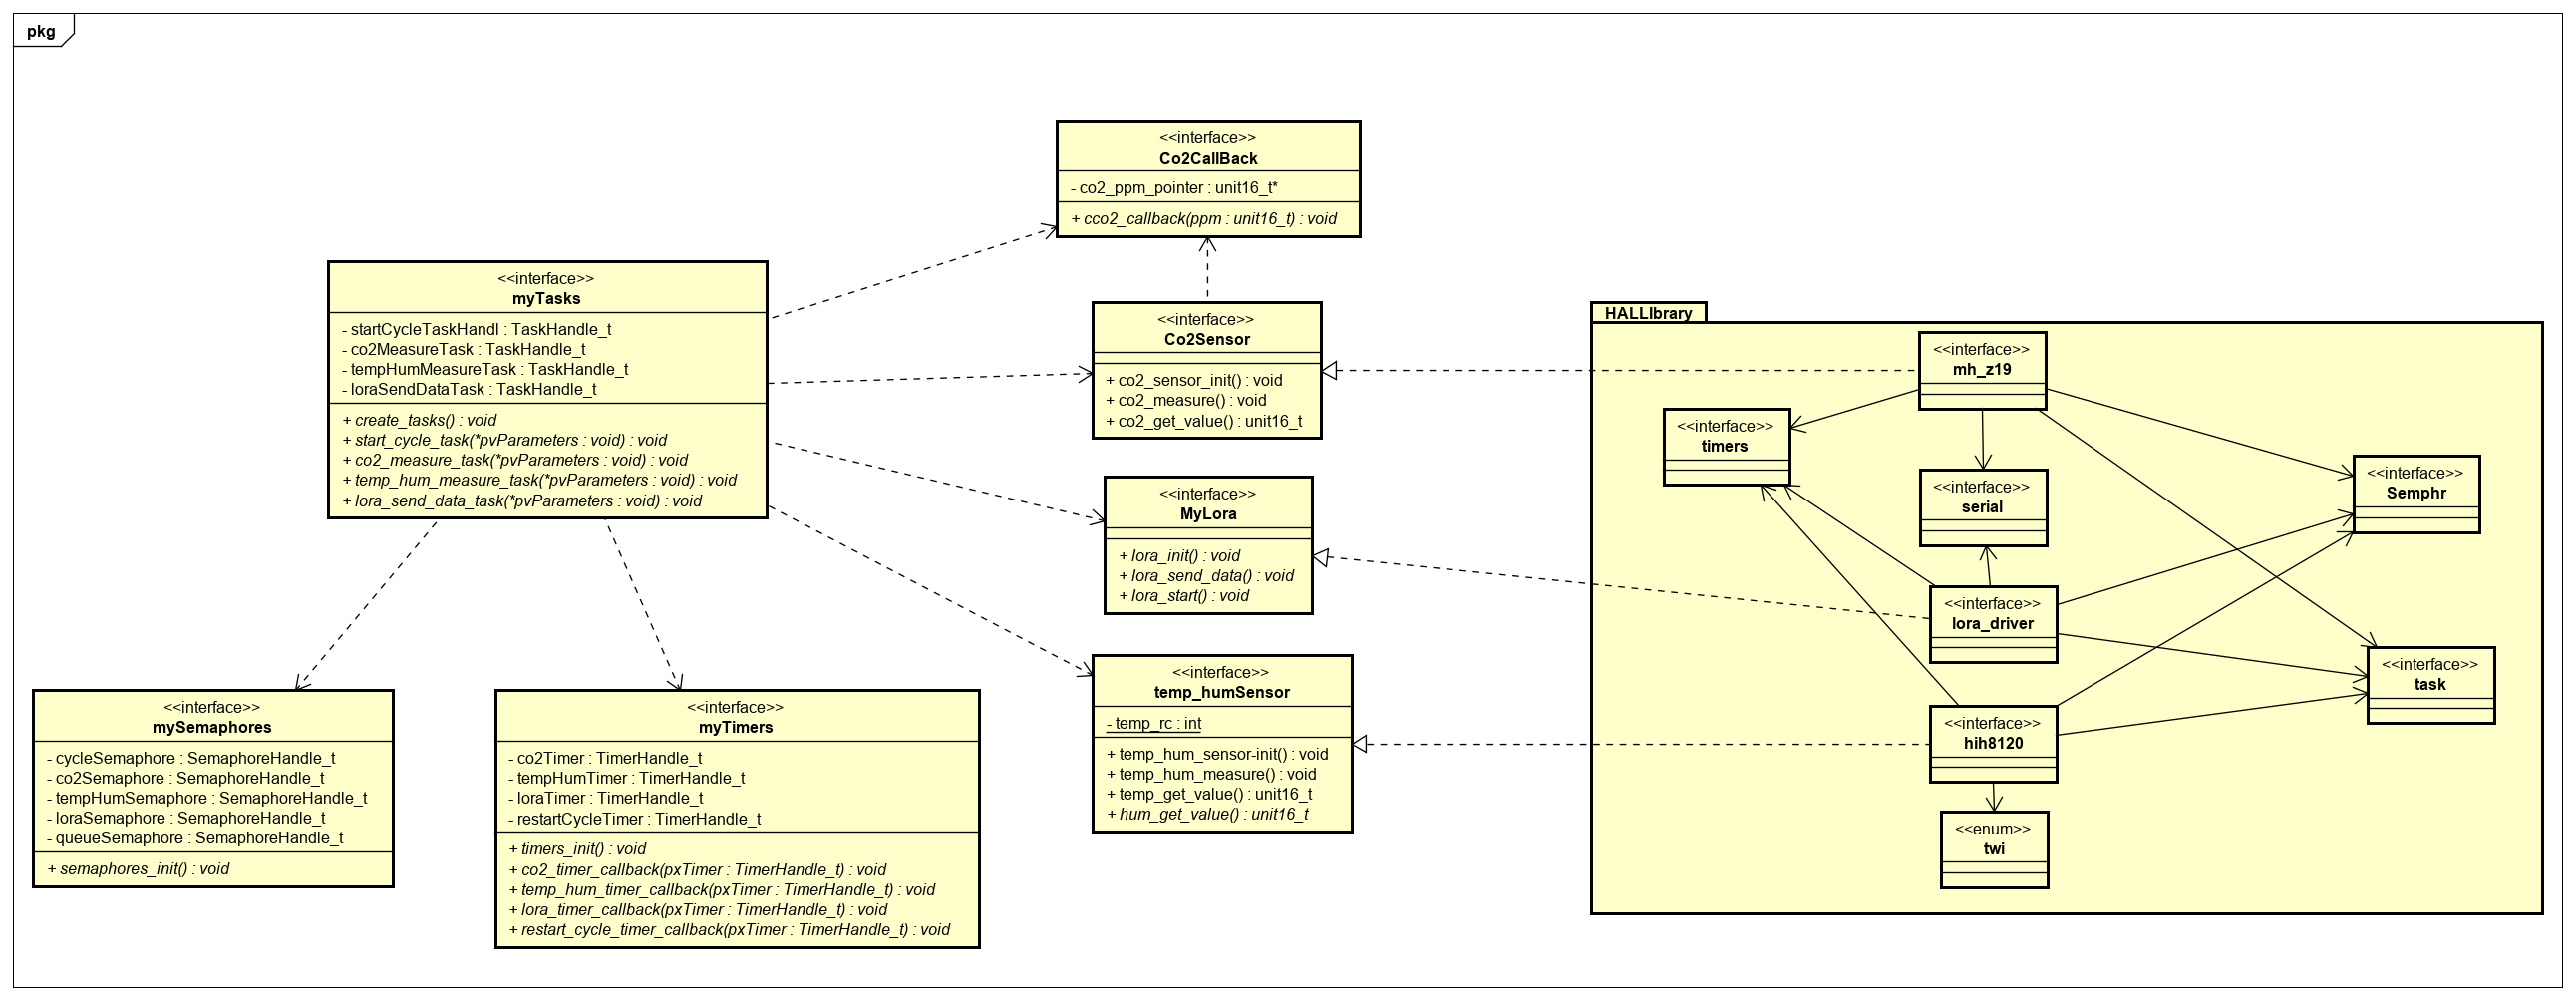 pkg
<<interface>>
Co2CallBack
- co2_ppm_pointer : unit16_t*
+ cco2_callback(ppm : unit16_t) : void
<<interface>>
myTasks
- startCycleTaskHandl : TaskHandle_t
- co2MeasureTask : TaskHandle_t
- tempHumMeasureTask : TaskHandle_t
- loraSendDataTask : TaskHandle_t
+ create_tasks() : void
+ start_cycle_task(*pvParameters : void) : void
+ co2_measure_task(*pvParameters : void) : void
+ temp_hum_measure_task(*pvParameters : void) : void
+ lora_send_data_task(*pvParameters : void) : void
<<interface>>
Co2Sensor
+ co2_sensor_init() : void
+ co2_measure() : void
+ co2_get_value() : unit16_t
<<interface>>
MyLora
+ lora_init() : void
+ lora_send_data() : void
+ lora_start() : void
<<interface>>
temp_humSensor
- temp_rc : int
+ temp_hum_sensor-init() : void
+ temp_hum_measure() : void
+ temp_get_value() : unit16_t
+ hum_get_value() : unit16_t
<<interface>>
mySemaphores
- cycleSemaphore : SemaphoreHandle_t
- co2Semaphore : SemaphoreHandle_t
- tempHumSemaphore : SemaphoreHandle_t
- loraSemaphore : SemaphoreHandle_t
- queueSemaphore : SemaphoreHandle_t
+ semaphores_init() : void
<<interface>>
myTimers
- co2Timer : TimerHandle_t
- tempHumTimer : TimerHandle_t
- loraTimer : TimerHandle_t
- restartCycleTimer : TimerHandle_t
+ timers_init() : void
+ co2_timer_callback(pxTimer : TimerHandle_t) : void
+ temp_hum_timer_callback(pxTimer : TimerHandle_t) : void
+ lora_timer_callback(pxTimer : TimerHandle_t) : void
+ restart_cycle_timer_callback(pxTimer : TimerHandle_t) : void
HALLIbrary
<<interface>>
mh_z19
<<interface>>
timers
<<interface>>
serial
<<interface>>
Semphr
<<interface>>
lora_driver
<<interface>>
task
<<interface>>
hih8120
<<enum>>
twi